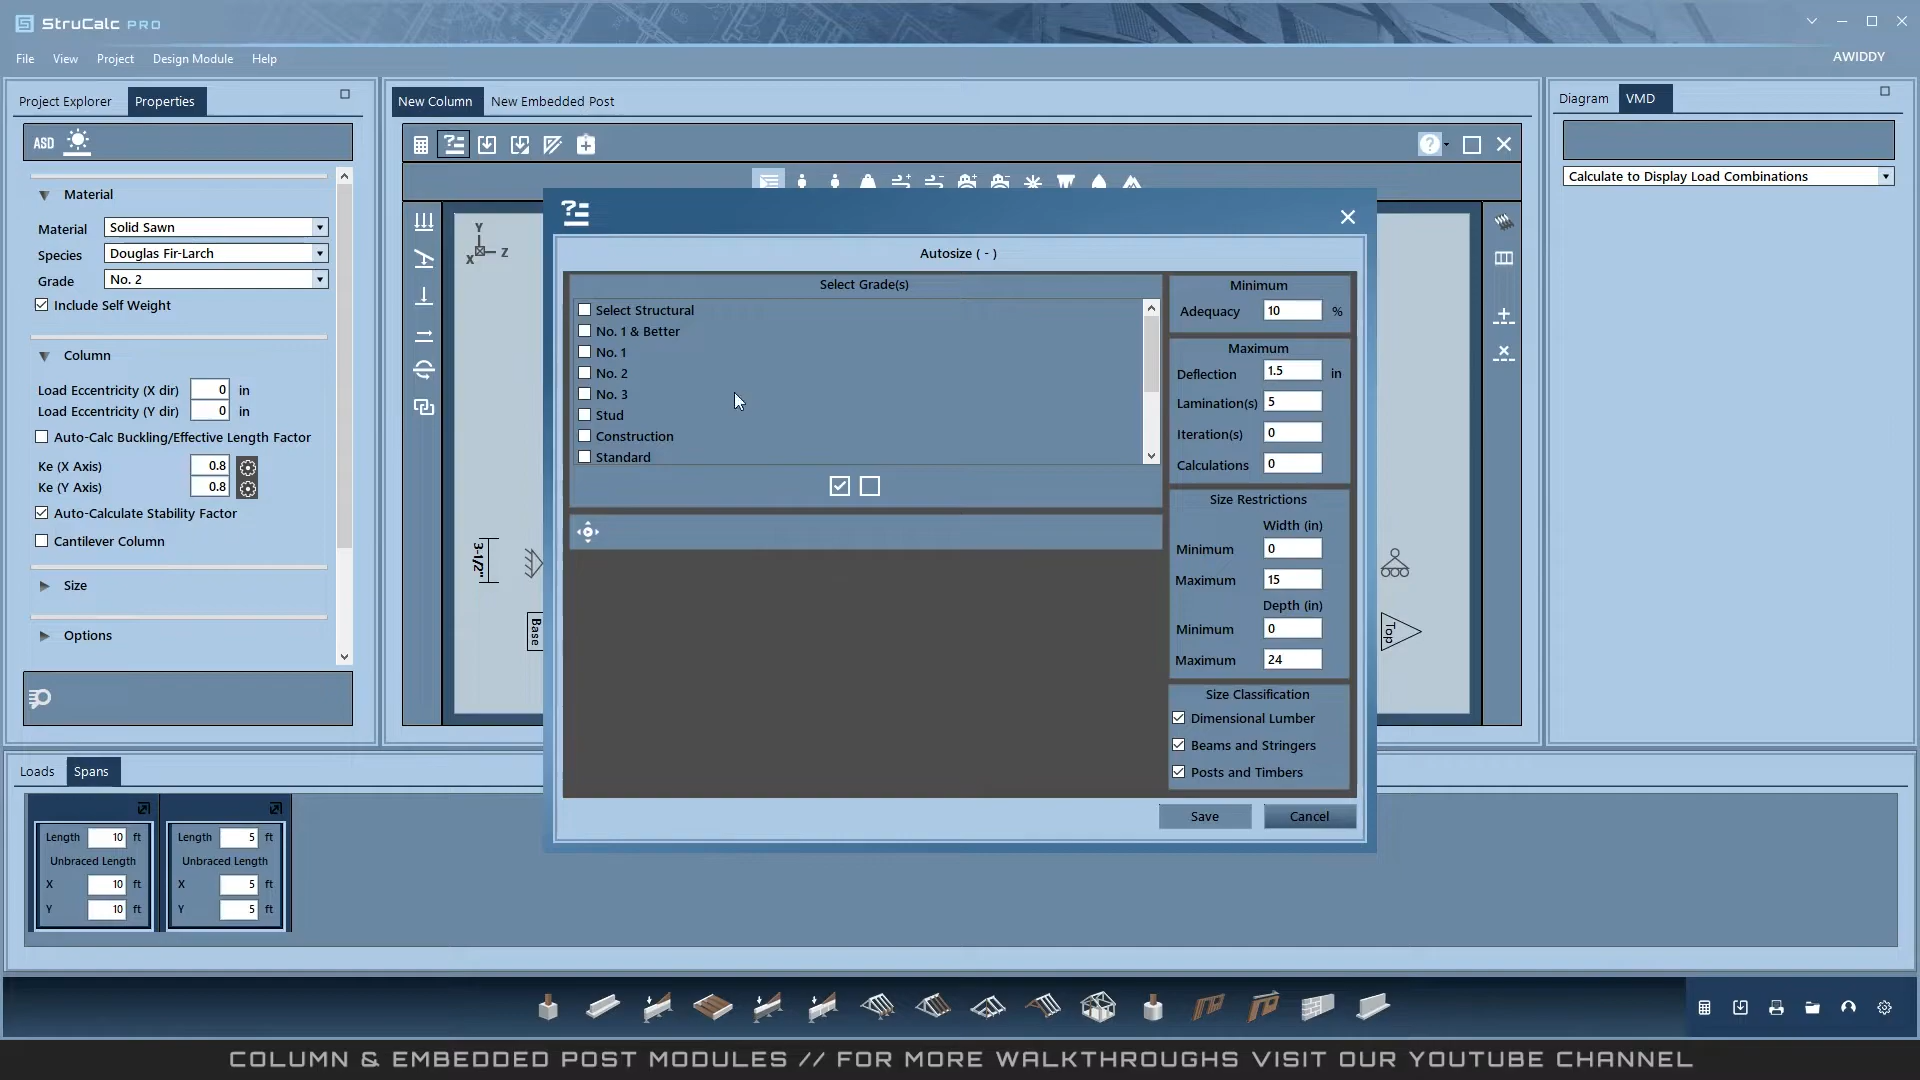 StruCalc PRO
File View Project Design Module Help
AWIDDY
Project Explorer Properties
New Column New Embedded Post
Diagram VMD
ASD
Calculate to Display Load Combinations
Material
Material Solid Sawn
Species Douglas Fir-Larch
Grade No. 2
Include Self Weight
Column
Load Eccentricity (X dir) 0 in
Load Eccentricity (Y dir) 0 in
Auto-Calc Buckling/Effective Length Factor
Ke (X Axis) 0.8
Ke (Y Axis) 0.8
Auto-Calculate Stability Factor
Cantilever Column
Size
Options
Y
X Z
3-1/2"
Base
Top
Autosize ( - )
Select Grade(s)
Select Structural
No. 1 & Better
No. 1
No. 2
No. 3
Stud
Construction
Standard
Minimum
Adequacy 10 %
Maximum
Deflection 1.5 in
Lamination(s) 5
Iteration(s) 0
Calculations 0
Size Restrictions
Width (in)
Minimum 0
Maximum 15
Depth (in)
Minimum 0
Maximum 24
Size Classification
Dimensional Lumber
Beams and Stringers
Posts and Timbers
Save Cancel
Loads Spans
Length 10 ft
Unbraced Length
X 10 ft
Y 10 ft
Length 5 ft
Unbraced Length
X 5 ft
Y 5 ft
COLUMN & EMBEDDED POST MODULES // FOR MORE WALKTHROUGHS VISIT OUR YOUTUBE CHANNEL